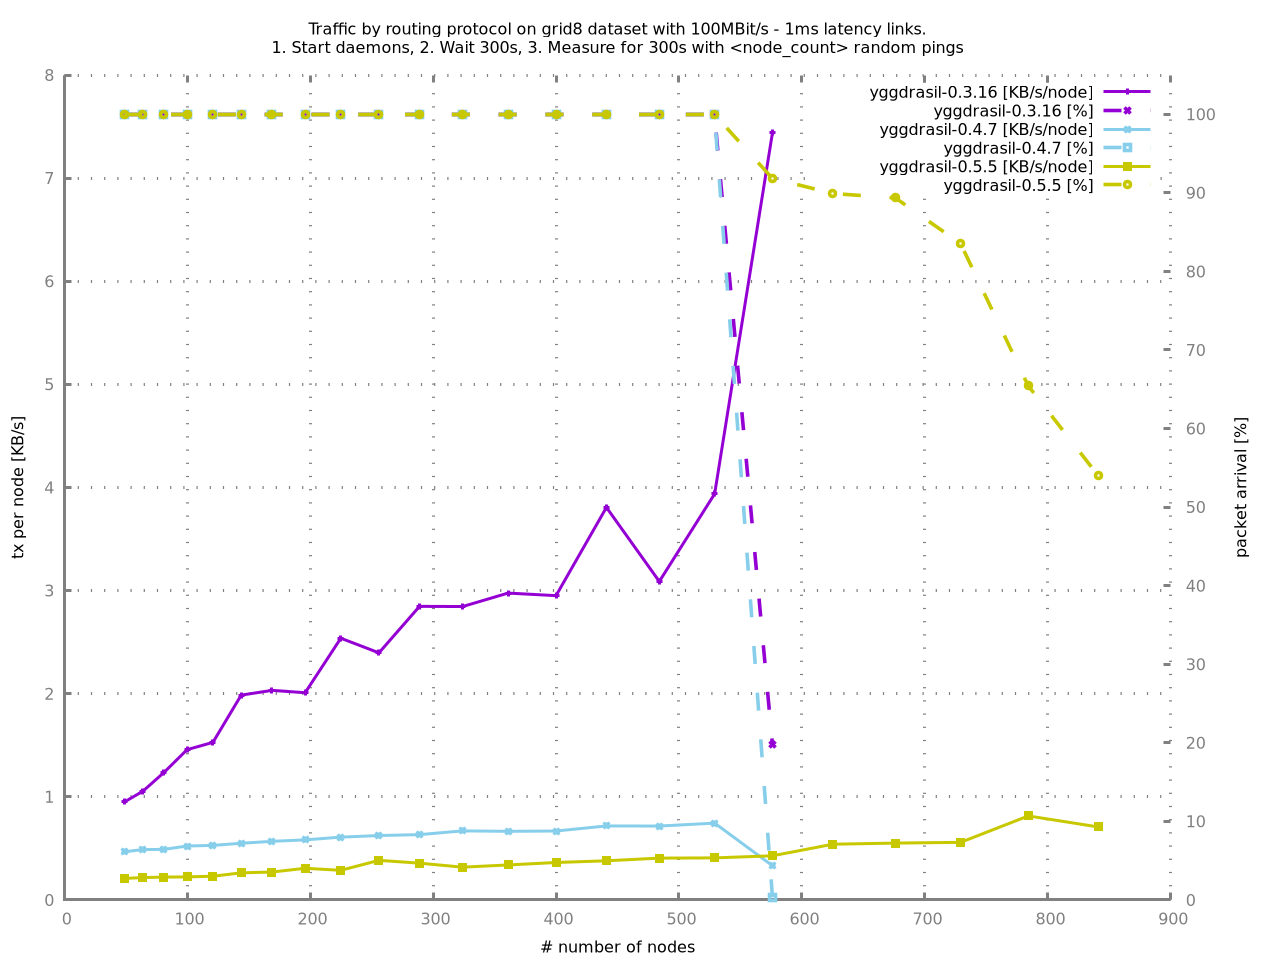 Traffic by routing protocol on grid8 dataset with 100MBit/s - 1ms latency links.
1. Start daemons, 2. Wait 300s, 3. Measure for 300s with <node_count> random pings
yggdrasil-0.3.16 [KB/s/node]
yggdrasil-0.3.16 [%]
yggdrasil-0.4.7 [KB/s/node]
yggdrasil-0.4.7 [%]
yggdrasil-0.5.5 [KB/s/node]
yggdrasil-0.5.5 [%]
tx per node [KB/s]
8
7
6
5
4
3
2
1
0
packet arrival [%]
100
90
80
70
60
50
40
30
20
10
0
0 100 200 300 400 500 600 700 800 900
# number of nodes